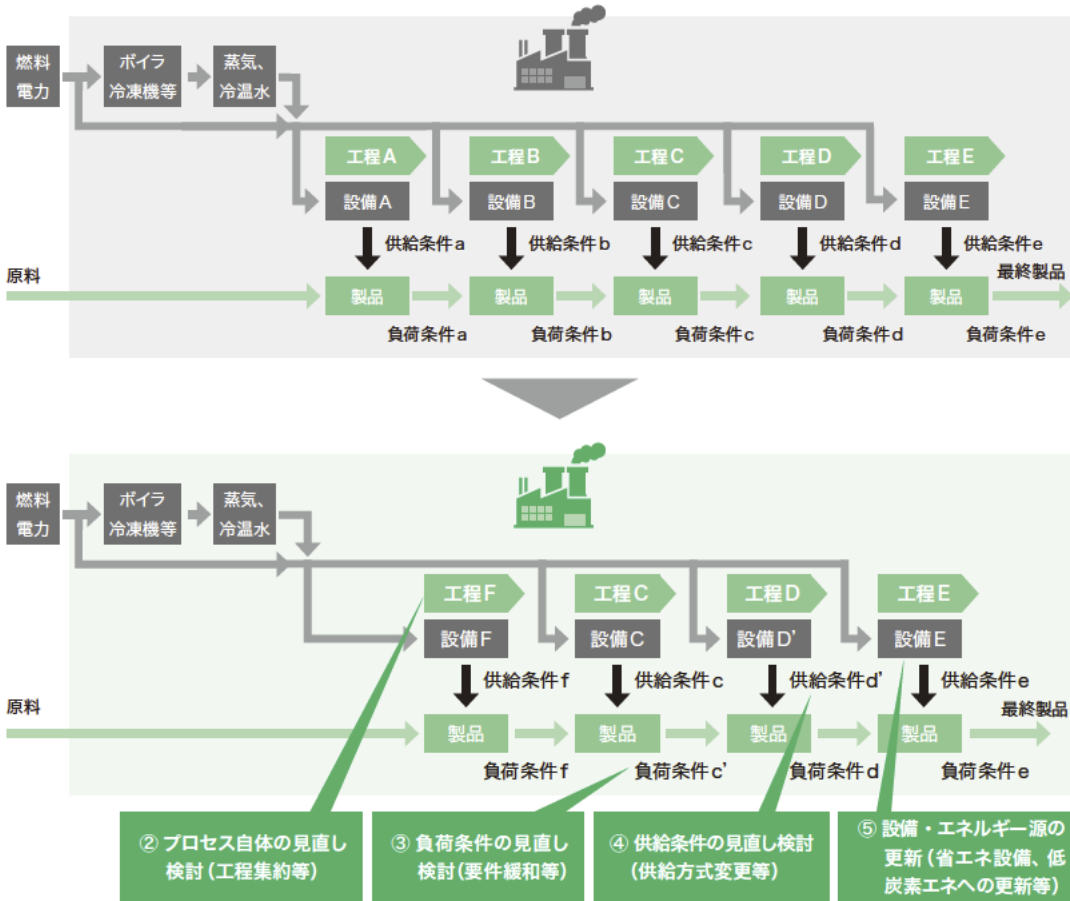 燃料
電力
ボイラ
冷凍機等
蒸気、
冷温水
工程A
工程B
工程C
工程D
工程E
設備A
設備B
設備C
設備D
設備E
供給条件a
供給条件b
供給条件c
供給条件d
供給条件e
原料
最終製品
製品
製品
製品
製品
製品
負荷条件a
負荷条件b
負荷条件c
負荷条件d
負荷条件e
燃料
電力
ボイラ
冷凍機等
蒸気、
冷温水
工程F
工程C
工程D
工程E
設備F
設備C
設備D'
設備E
供給条件f
供給条件c
供給条件d'
供給条件e
原料
最終製品
製品
製品
製品
製品
負荷条件f
負荷条件c'
負荷条件d
負荷条件e
② プロセス自体の見直し
検討(工程集約等)
③ 負荷条件の見直し
検討(要件緩和等)
④ 供給条件の見直し検討
(供給方式変更等)
⑤ 設備・エネルギー源の
更新(省エネ設備、低
炭素エネへの更新等)